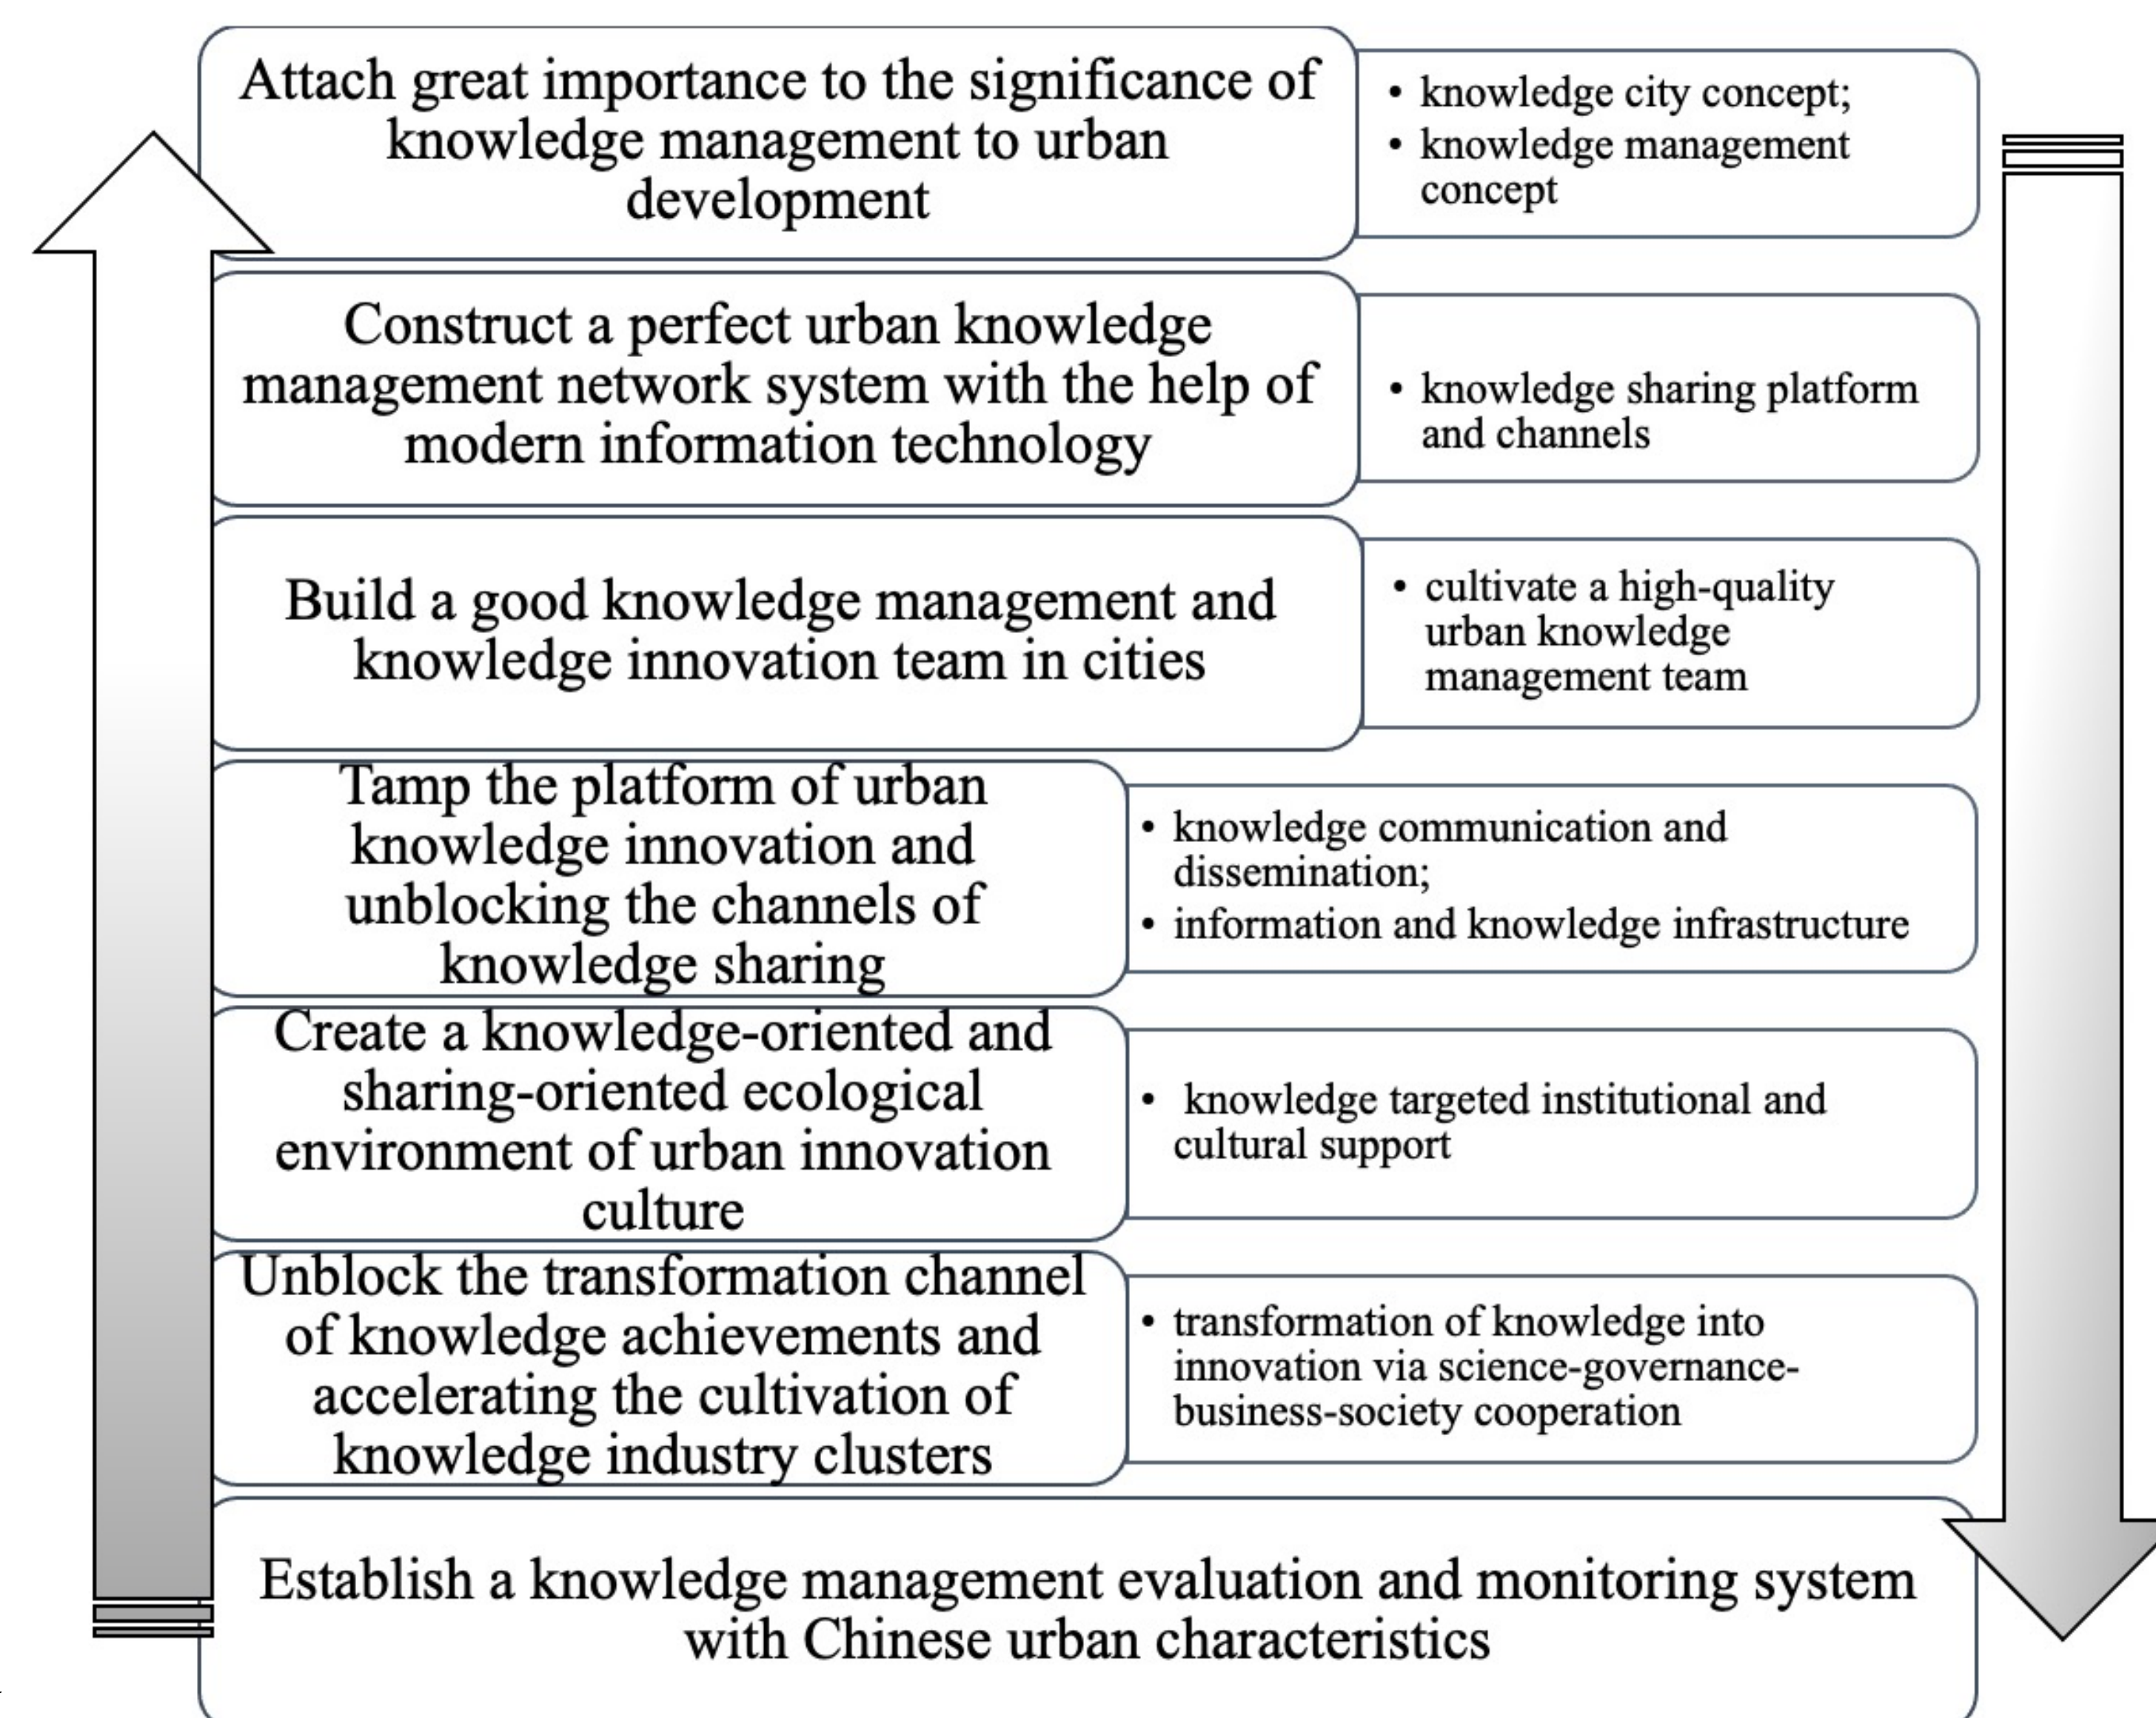 Attach great importance to the significance of
knowledge management to urban
development
• knowledge city concept;
• knowledge management
concept
Construct a perfect urban knowledge
management network system with the help of
modern information technology
• knowledge sharing platform
and channels
Build a good knowledge management and
knowledge innovation team in cities
• cultivate a high-quality
urban knowledge
management team
Tamp the platform of urban
knowledge innovation and
unblocking the channels of
knowledge sharing
• knowledge communication and
dissemination;
• information and knowledge infrastructure
Create a knowledge-oriented and
sharing-oriented ecological
environment of urban innovation
culture
• knowledge targeted institutional and
cultural support
Unblock the transformation channel
of knowledge achievements and
accelerating the cultivation of
knowledge industry clusters
• transformation of knowledge into
innovation via science-governance-
business-society cooperation
Establish a knowledge management evaluation and monitoring system
with Chinese urban characteristics